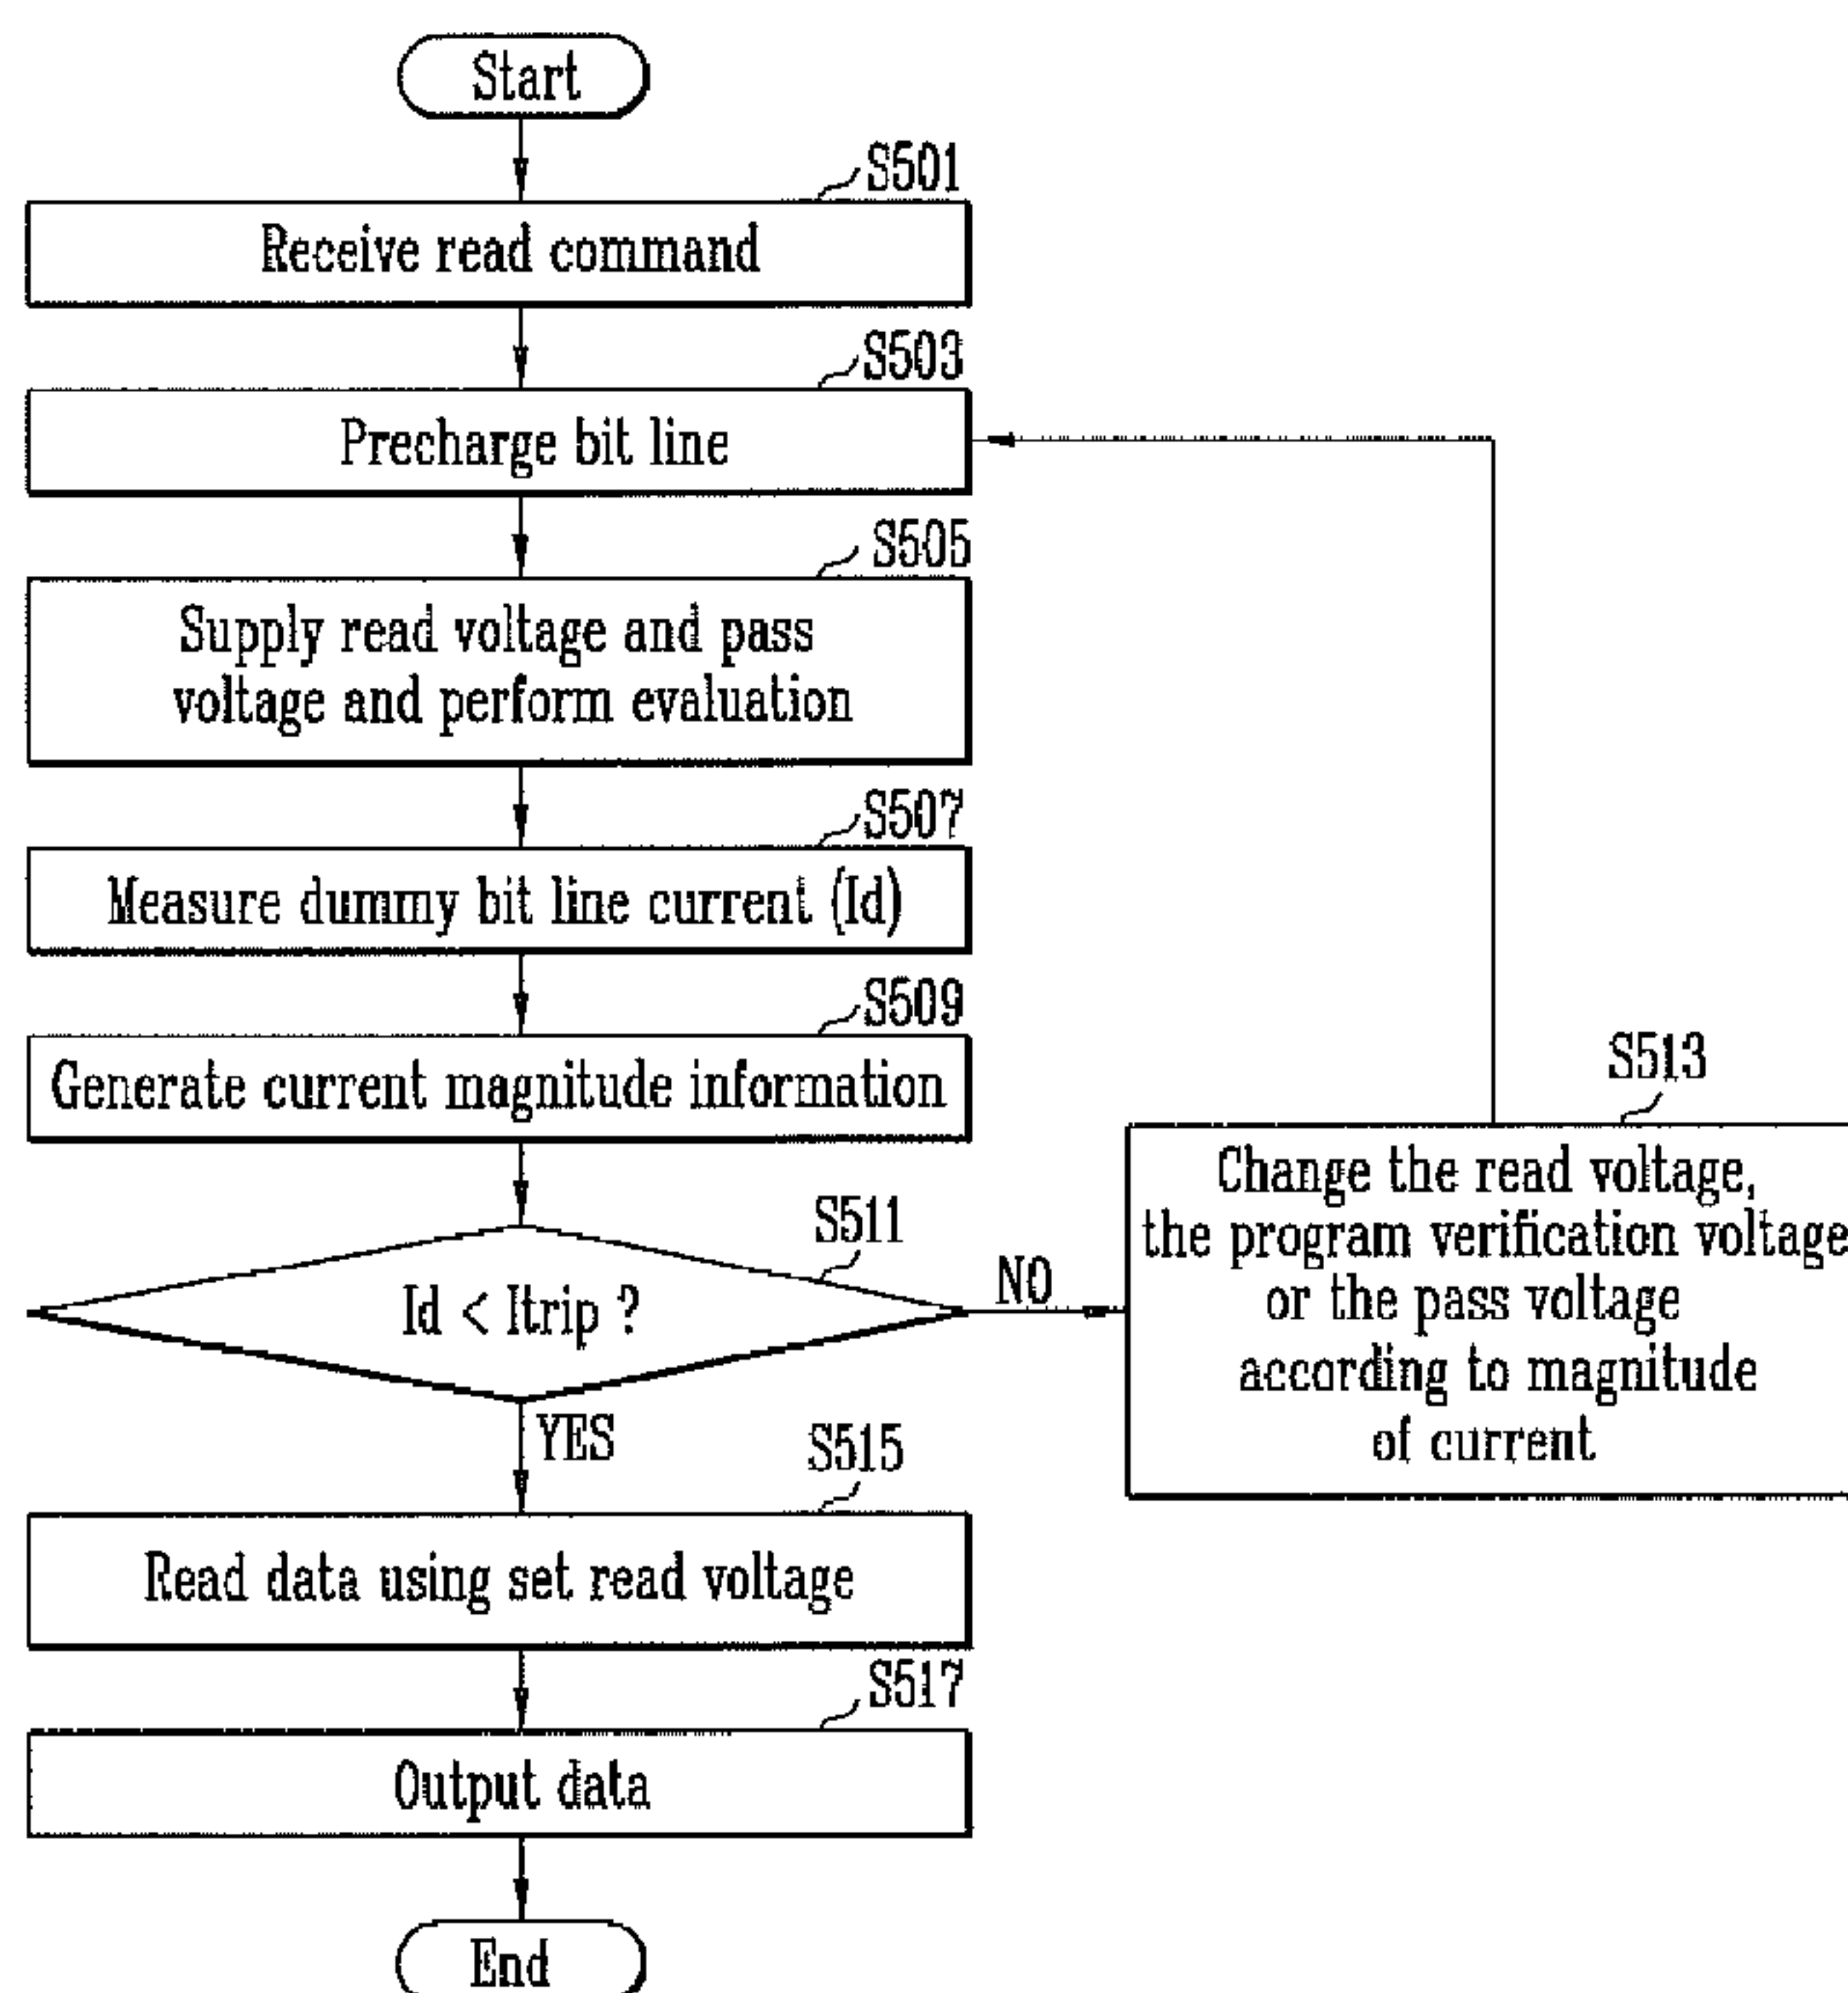 Start
S501
Receive read command
S503
Precharge bit line
S505
Supply read voltage and pass
voltage and perform evaluation
S507
Measure dummy bit line current (Id)
S509
Generate current magnitude information
S511
Id < Itrip ?
NO
S513
Change the read voltage,
the program verification voltage
or the pass voltage
according to magnitude
of current
YES
S515
Read data using set read voltage
S517
Output data
End